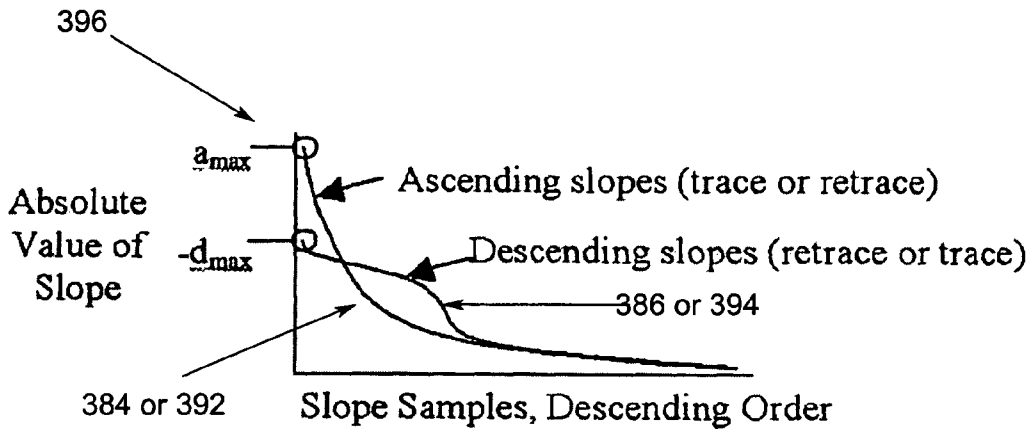 396
a_max
Ascending slopes (trace or retrace)
Absolute
Value of
Slope
-d_max
Descending slopes (retrace or trace)
386 or 394
384 or 392
Slope Samples, Descending Order